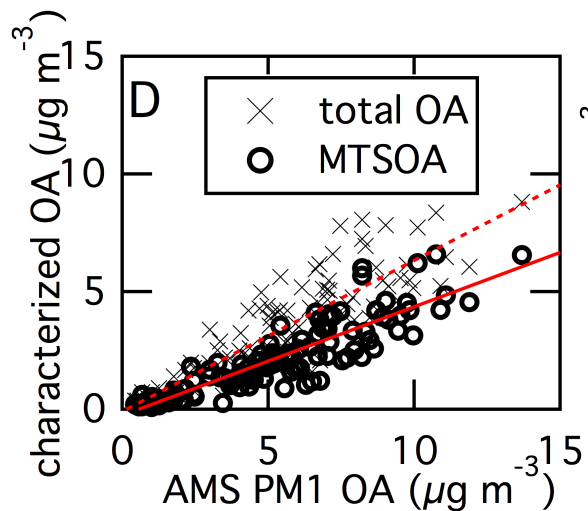 15
D
total OA
MTSOA
10
5
0
characterized OA (µg m⁻³)
0 5 10 15
AMS PM1 OA (µg m⁻³)